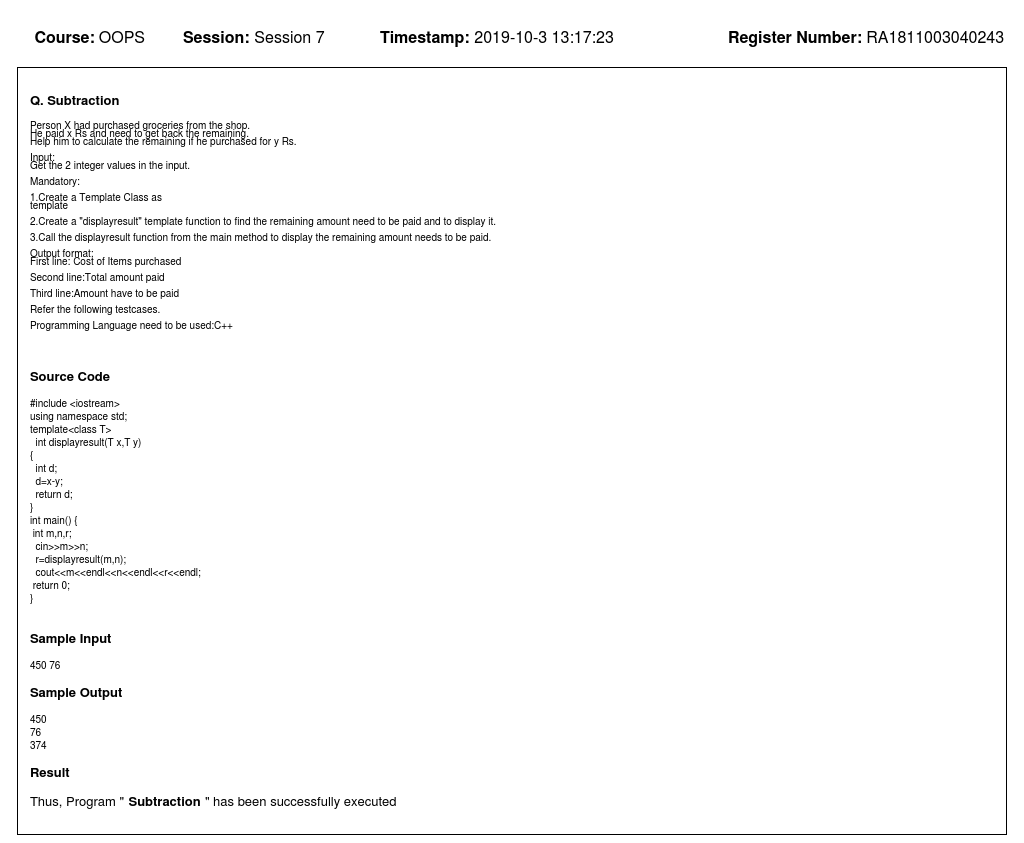 Course: OOPS Session: Session 7 Timestamp: 2019-10-3 13:17:23 Register Number: RA1811003040243
Q. Subtraction
Person X had purchased groceries from the shop.
He paid x Rs and need to get back the remaining.
Help him to calculate the remaining if he purchased for y Rs.
Input:
Get the 2 integer values in the input.
Mandatory:
1.Create a Template Class as
template
2.Create a "displayresult" template function to find the remaining amount need to be paid and to display it.
3.Call the displayresult function from the main method to display the remaining amount needs to be paid.
Output format:
First line: Cost of Items purchased
Second line:Total amount paid
Third line:Amount have to be paid
Refer the following testcases.
Programming Language need to be used:C++
Source Code
#include <iostream>
using namespace std;
template<class T>
int displayresult(T x,T y)
{
int d;
d=x-y;
return d;
}
int main() {
int m,n,r;
cin>>m>>n;
r=displayresult(m,n);
cout<<m<<endl<<n<<endl<<r<<endl;
return 0;
}
Sample Input
450 76
Sample Output
450
76
374
Result
Thus, Program " Subtraction " has been successfully executed